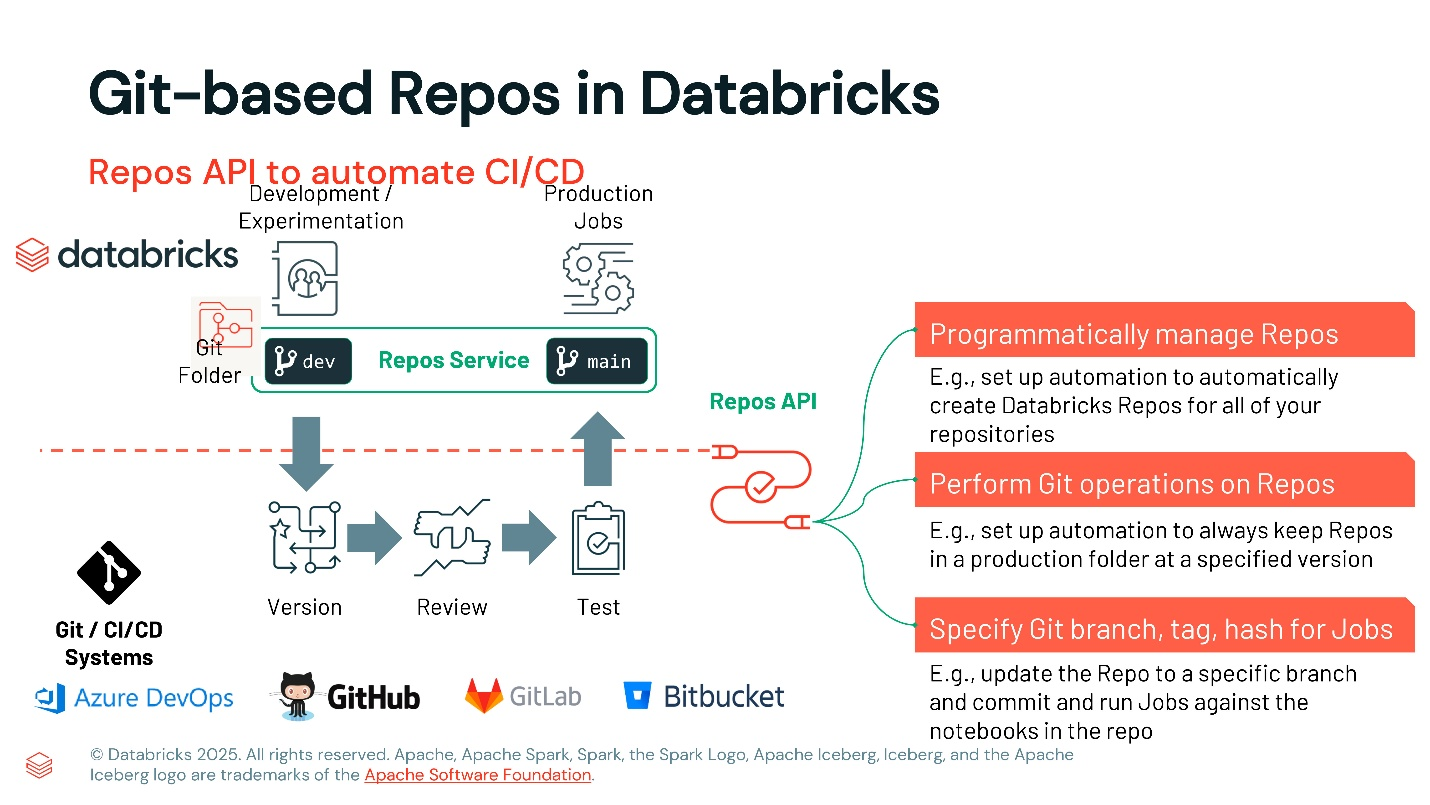 Git-based Repos in Databricks
Repos API to automate CI/CD
Development /
Experimentation
Production
Jobs
databricks
Git
Folder
dev
Repos Service
main
Repos API
Version
Review
Test
Git / CI/CD
Systems
Azure DevOps
GitHub
GitLab
Bitbucket
Programmatically manage Repos
E.g., set up automation to automatically
create Databricks Repos for all of your
repositories
Perform Git operations on Repos
E.g., set up automation to always keep Repos
in a production folder at a specified version
Specify Git branch, tag, hash for Jobs
E.g., update the Repo to a specific branch
and commit and run Jobs against the
notebooks in the repo
© Databricks 2025. All rights reserved. Apache, Apache Spark, Spark, the Spark Logo, Apache Iceberg, Iceberg, and the Apache
Iceberg logo are trademarks of the Apache Software Foundation.